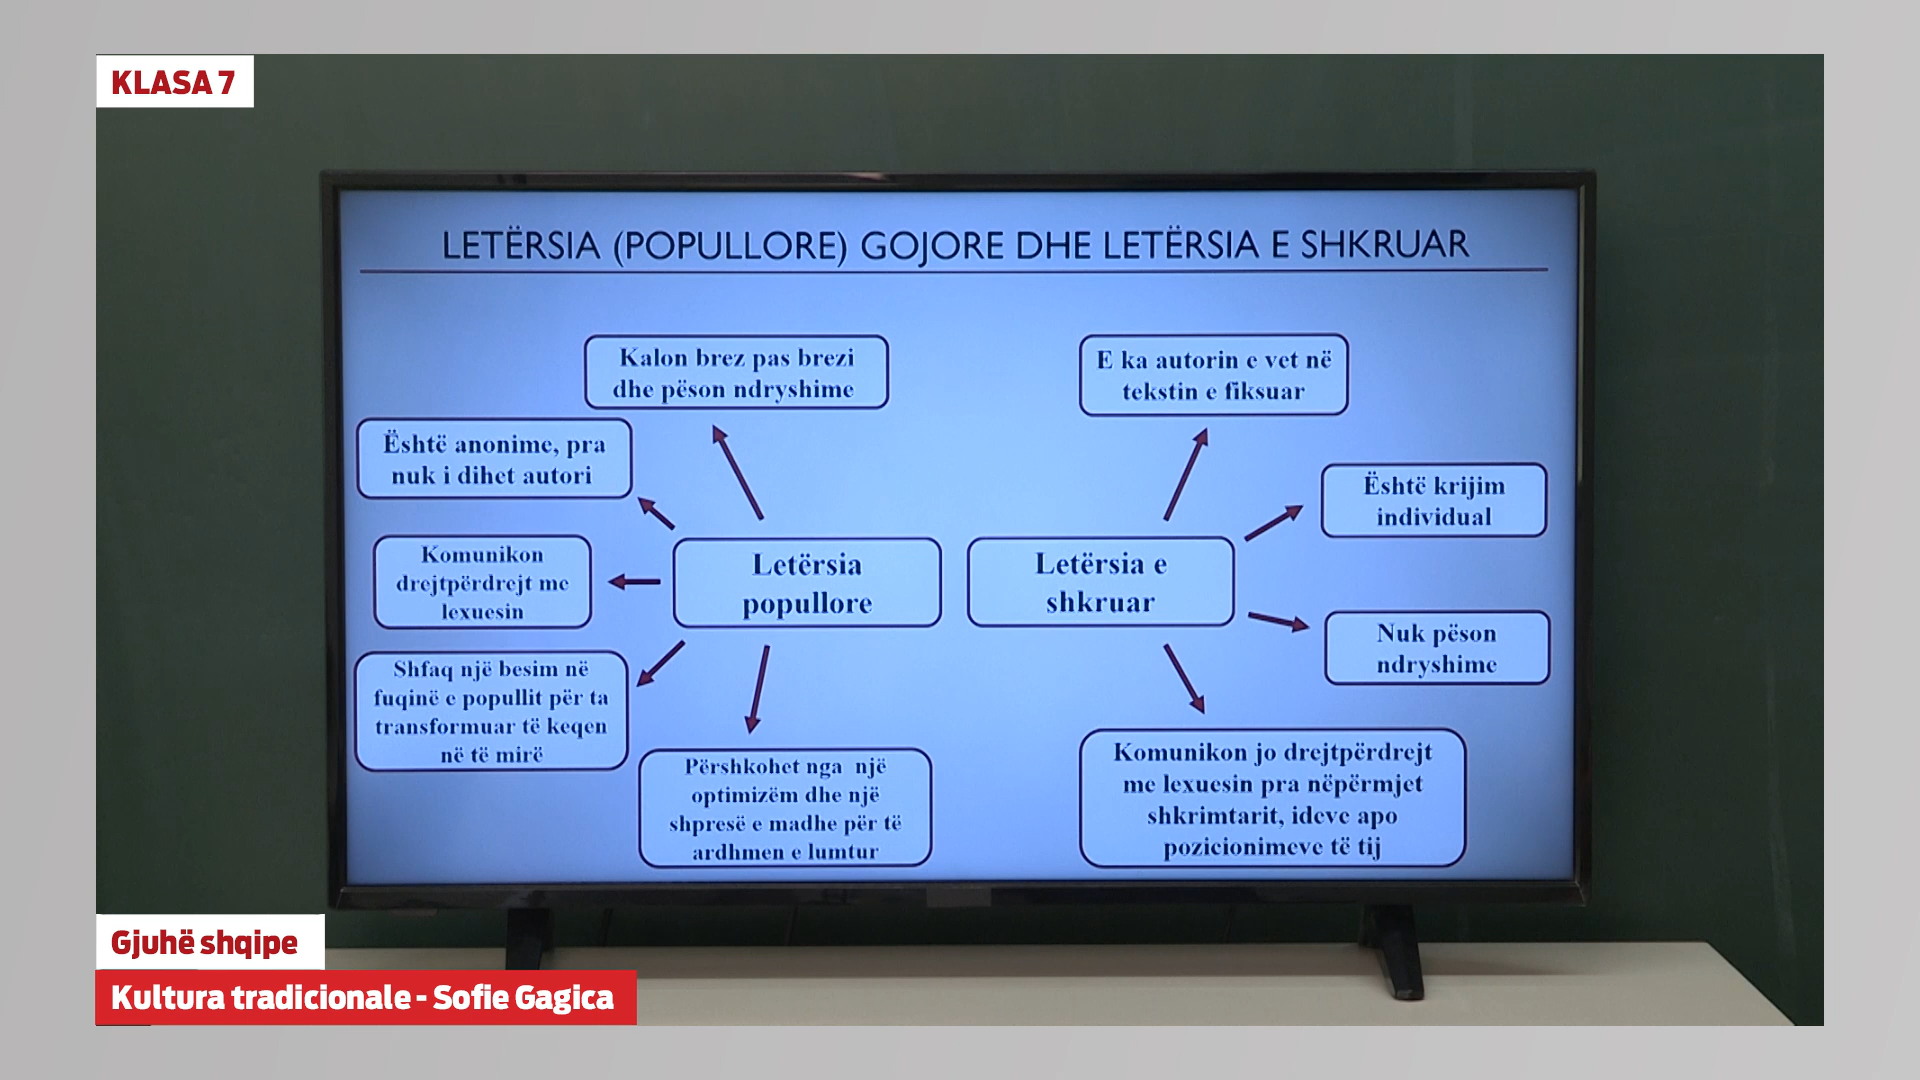 KLASA 7
LETËRSIA (POPULLORE) GOJORE DHE LETËRSIA E SHKRUAR
Kalon brez pas brezi
dhe pëson ndryshime
Është anonime, pra
nuk i dihet autori
Komunikon
drejtpërdrejt me
lexuesin
Shfaq një besim në
fuqinë e popullit për ta
transformuar të keqen
në të mirë
Përshkohet nga një
optimizëm dhe një
shpresë e madhe për të
ardhmen e lumtur
Letërsia
popullore
Letërsia e
shkruar
E ka autorin e vet në
tekstin e fiksuar
Është krijim
individual
Nuk pëson
ndryshime
Komunikon jo drejtpërdrejt
me lexuesin pra nëpërmjet
shkrimtarit, ideve apo
pozicionimeve të tij
Gjuhë shqipe
Kultura tradicionale - Sofie Gagica